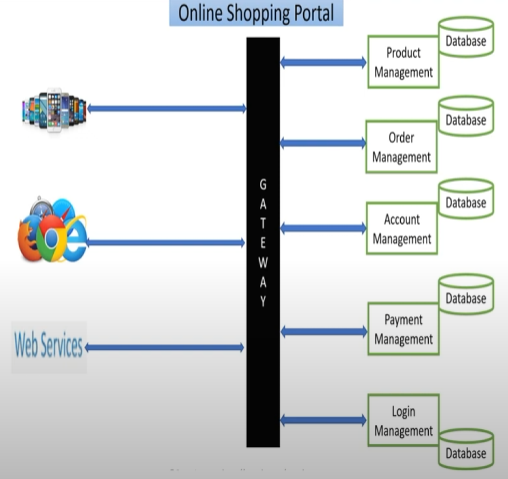 Online Shopping Portal
Database
Product
Management
Database
Order
Management
Database
Account
Management
GATEWAY
Web Services
Database
Payment
Management
Login
Management
Database